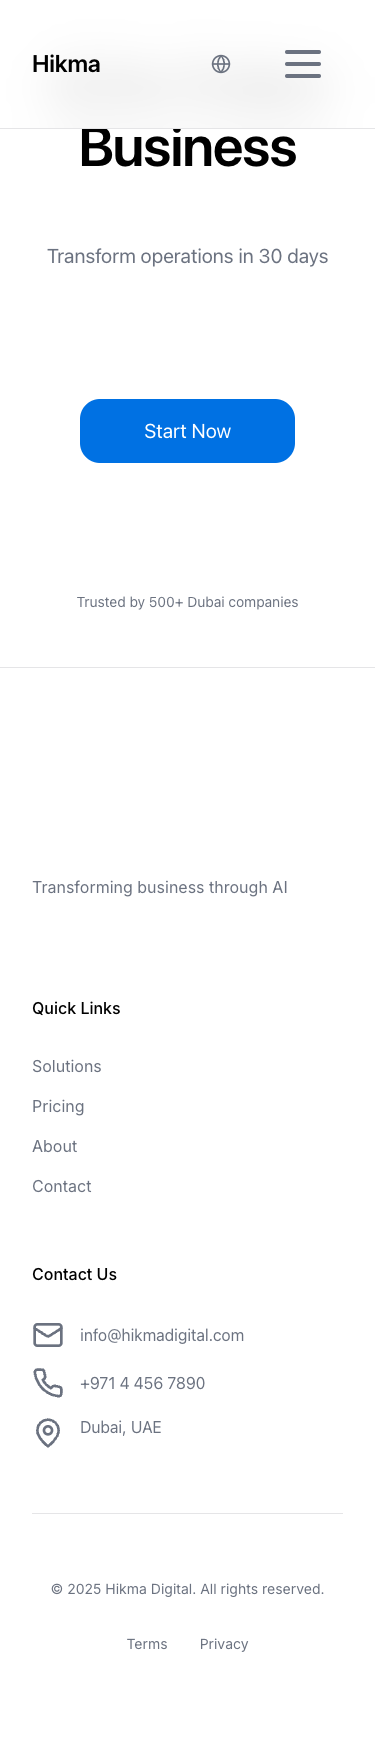 Hikma
Business
Transform operations in 30 days
Start Now
Trusted by 500+ Dubai companies
Transforming business through AI
Quick Links
Solutions
Pricing
About
Contact
Contact Us
info@hikmadigital.com
+971 4 456 7890
Dubai, UAE
© 2025 Hikma Digital. All rights reserved.
Terms Privacy